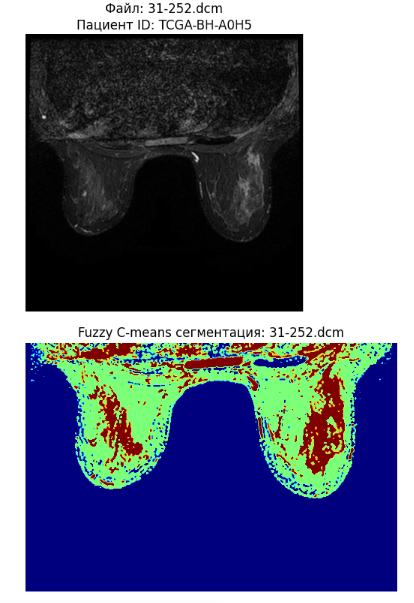 Файл: 31-252.dcm
Пациент ID: TCGA-BH-A0H5
Fuzzy C-means сегментация: 31-252.dcm